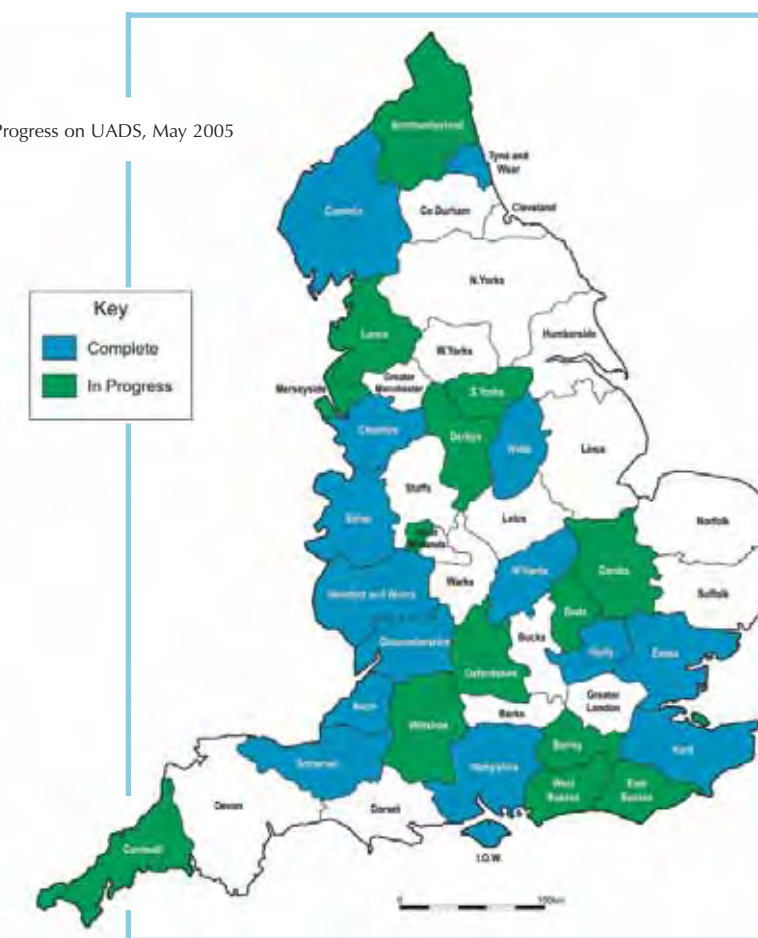 Progress on UADS, May 2005
Key
Complete
In Progress
Northumberland
Tyne and
Wear
Cumbria
Co.Durham
Cleveland
N.Yorks
Lancs
W.Yorks
Humberside
Merseyside
Greater
Manchester
S.Yorks
Cheshire
Derbys
Notts
Lincs
Staffs
Leics
Norfolk
Midlands
Warks
Cambs
Suffolk
Hereford and Worcs
Beds
Bucks
Gloucestershire
Herts
Essex
Oxfordshire
Greater
London
Avon
Wiltshire
Berks
Surrey
Kent
Somerset
Hampshire
West
Sussex
East
Sussex
Devon
Dorset
Cornwall
I.O.W.
0
100km